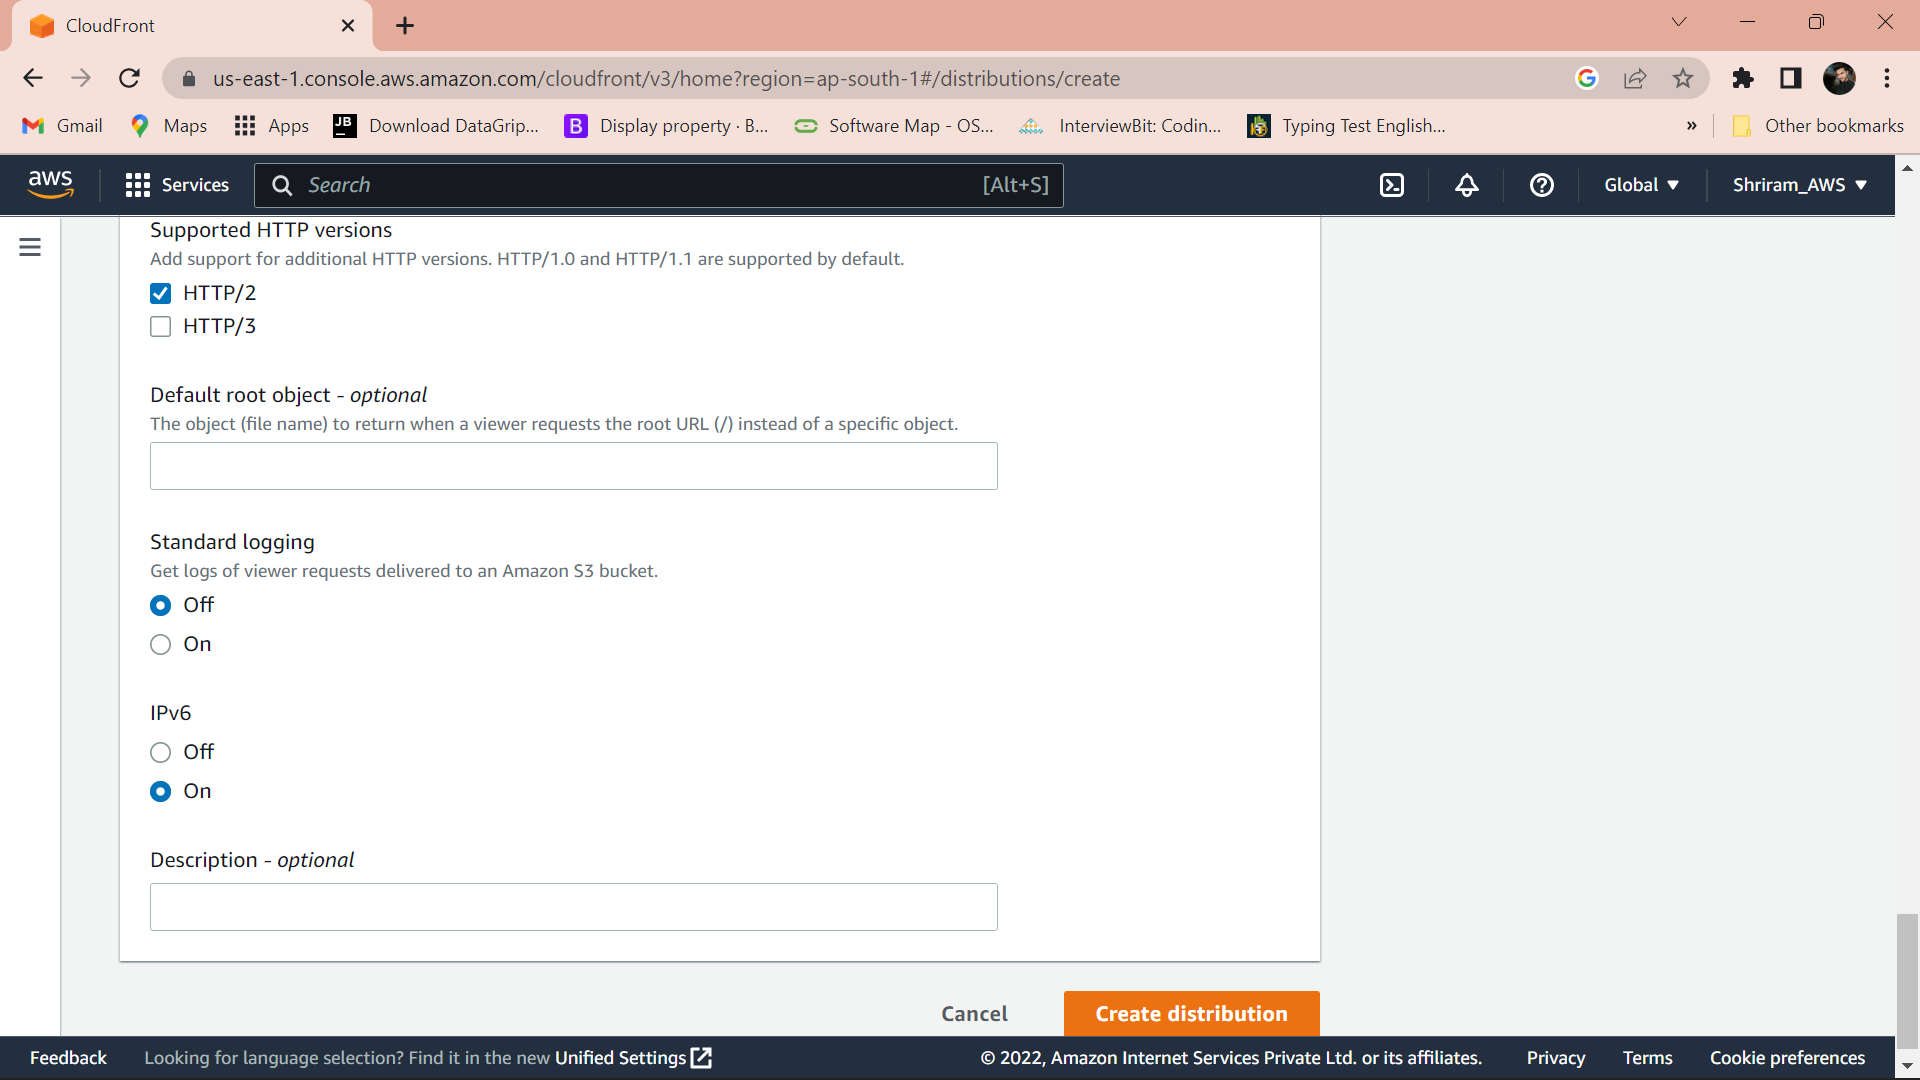 CloudFront
us-east-1.console.aws.amazon.com/cloudfront/v3/home?region=ap-south-1#/distributions/create
Gmail Maps Apps JB Download DataGrip... B Display property · B... Software Map - OS... InterviewBit: Codin... Typing Test English... » Other bookmarks
aws Services Search [Alt+S] Global Shriram_AWS
Supported HTTP versions
Add support for additional HTTP versions. HTTP/1.0 and HTTP/1.1 are supported by default.
HTTP/2
HTTP/3
Default root object - optional
The object (file name) to return when a viewer requests the root URL (/) instead of a specific object.
Standard logging
Get logs of viewer requests delivered to an Amazon S3 bucket.
Off
On
IPv6
Off
On
Description - optional
Cancel Create distribution
Feedback Looking for language selection? Find it in the new Unified Settings © 2022, Amazon Internet Services Private Ltd. or its affiliates. Privacy Terms Cookie preferences